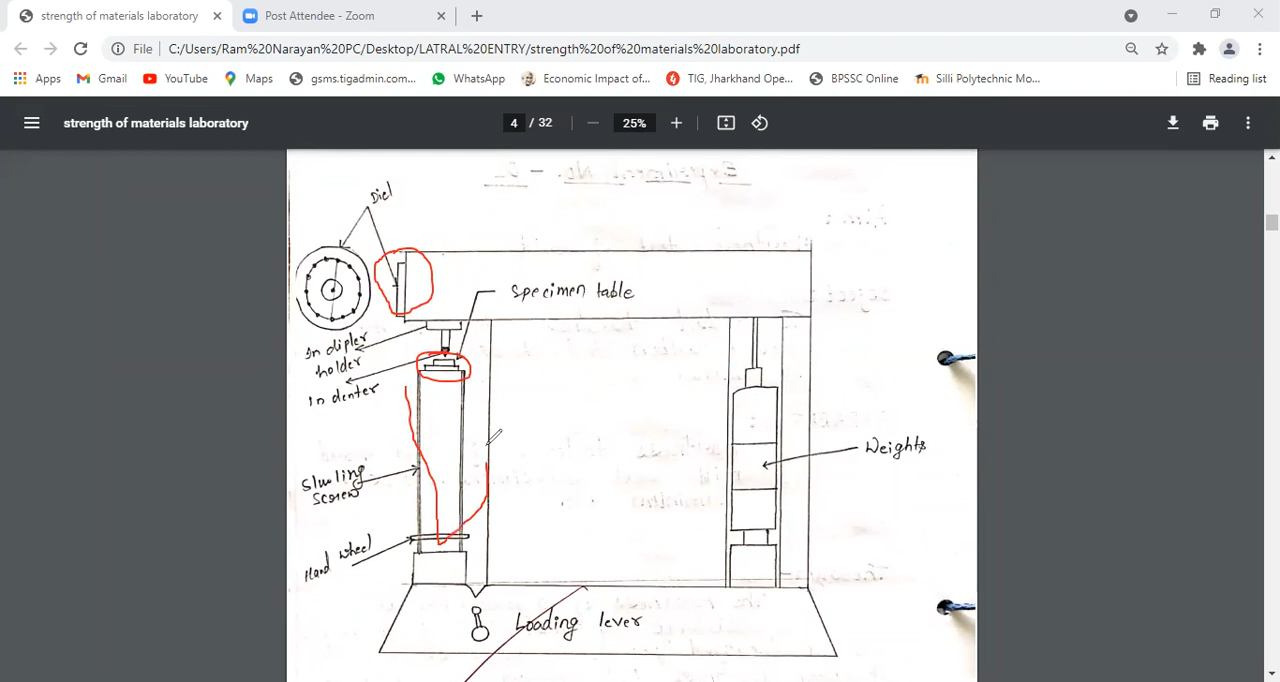 strength of materials laboratory
Post Attendee - Zoom
File
C:/Users/Ram%20Narayan%20PC/Desktop/LATRAL%20ENTRY/strength%20of%20materials%20laboratory.pdf
Apps
Gmail
YouTube
Maps
gsms.tigadmin.com...
WhatsApp
Economic Impact of...
TIG, Jharkhand Ope...
BPSSC Online
Silli Polytechnic Mo...
Reading list
strength of materials laboratory
4 / 32
25%
Diel
Specimen table
In dipler
holder
In denter
screw
Hand wheel
Weights
Loading lever